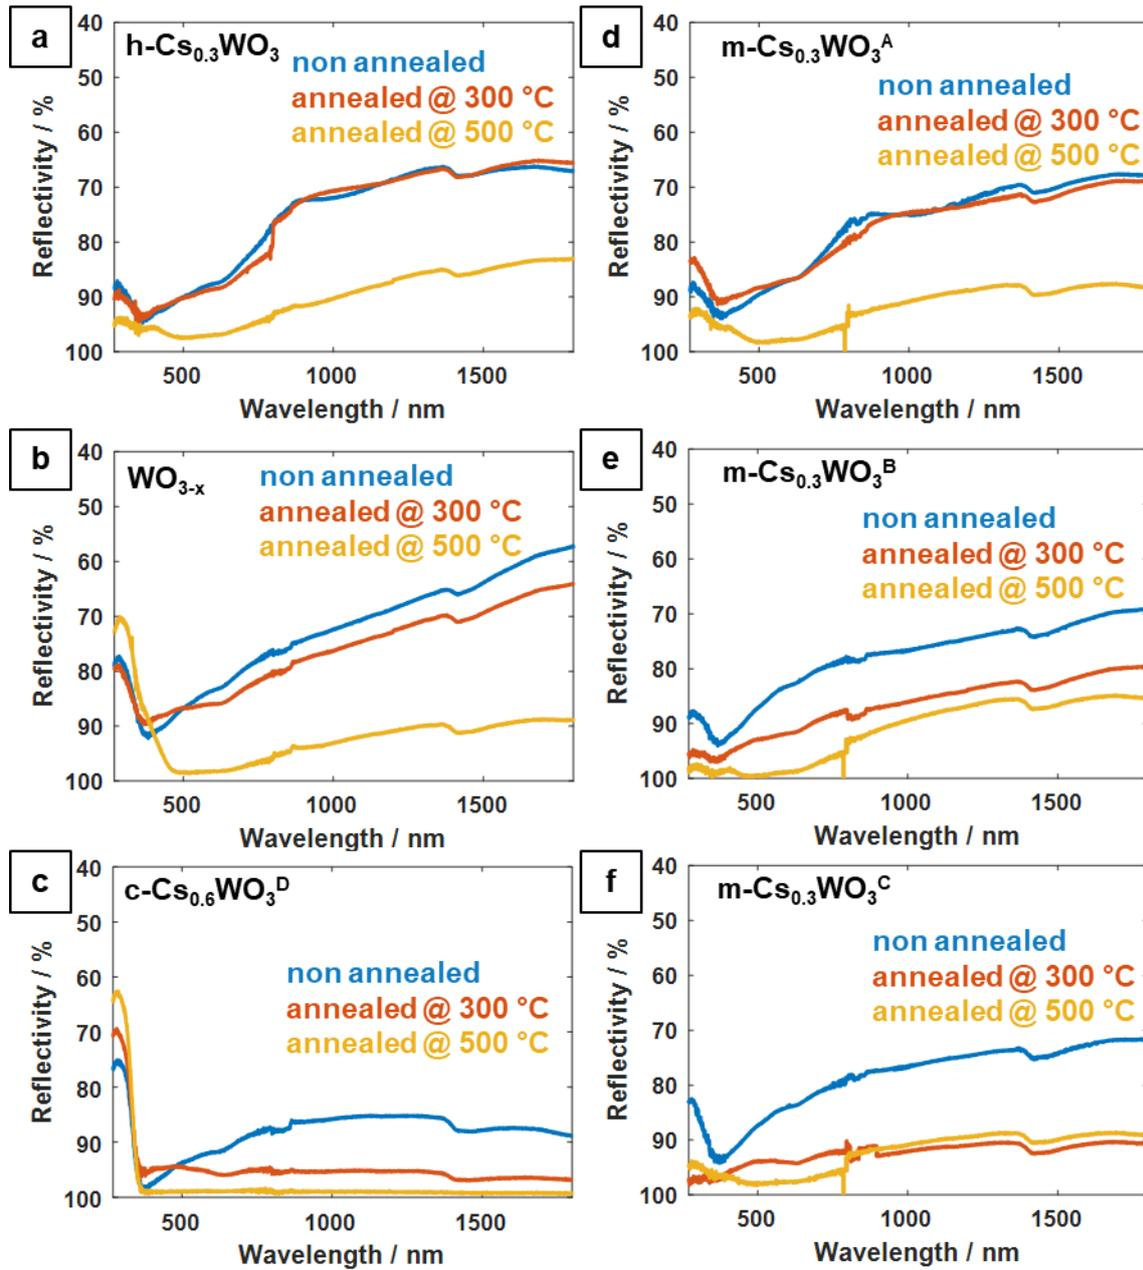 a
h-Cs0.3WO3
non annealed
annealed @ 300 °C
annealed @ 500 °C
40
50
60
70
80
90
100
Reflectivity / %
500
1000
1500
Wavelength / nm
d
m-Cs0.3WO3A
non annealed
annealed @ 300 °C
annealed @ 500 °C
40
50
60
70
80
90
100
Reflectivity / %
500
1000
1500
Wavelength / nm
b
WO3-x
non annealed
annealed @ 300 °C
annealed @ 500 °C
40
50
60
70
80
90
100
Reflectivity / %
500
1000
1500
Wavelength / nm
e
m-Cs0.3WO3B
non annealed
annealed @ 300 °C
annealed @ 500 °C
40
50
60
70
80
90
100
Reflectivity / %
500
1000
1500
Wavelength / nm
c
c-Cs0.6WO3D
non annealed
annealed @ 300 °C
annealed @ 500 °C
40
50
60
70
80
90
100
Reflectivity / %
500
1000
1500
Wavelength / nm
f
m-Cs0.3WO3C
non annealed
annealed @ 300 °C
annealed @ 500 °C
40
50
60
70
80
90
100
Reflectivity / %
500
1000
1500
Wavelength / nm